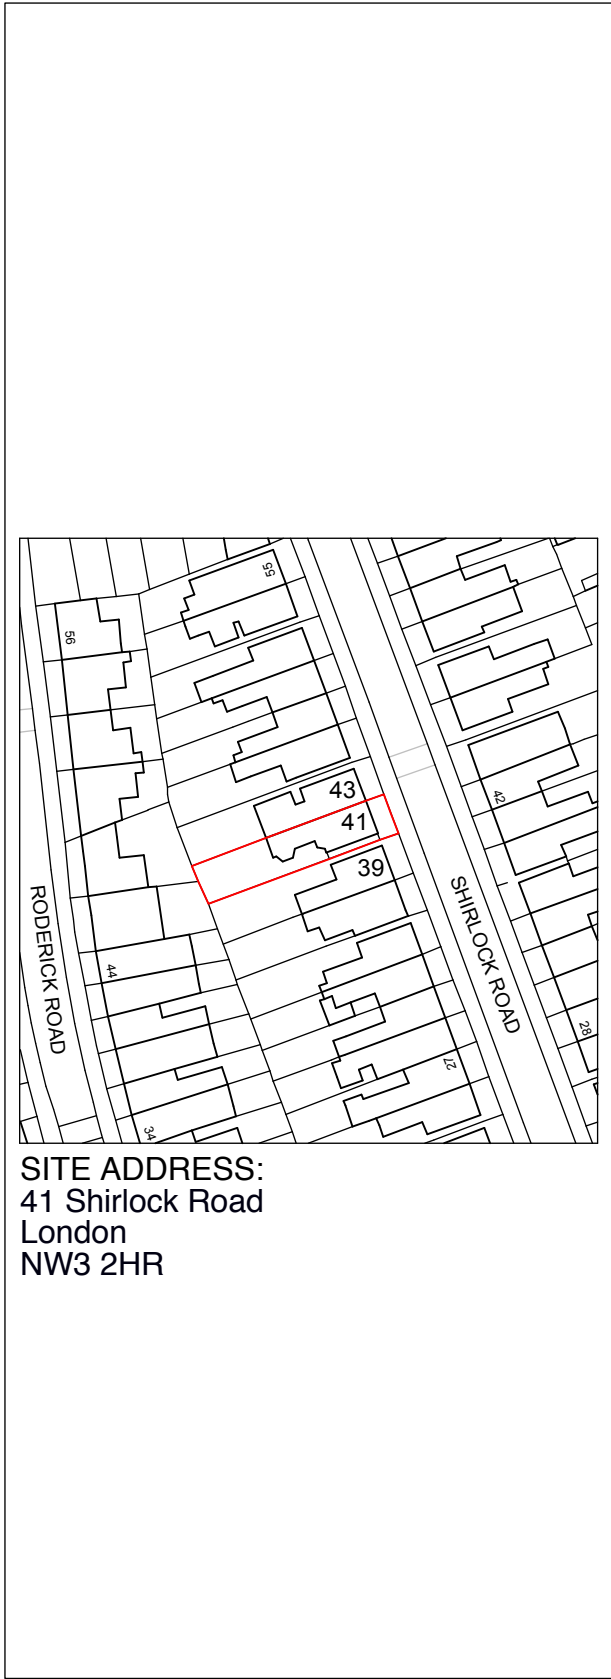 55
56
43
41
42
39
SHIRLOCK ROAD
RODERICK ROAD
44
28
27
34
SITE ADDRESS:
41 Shirlock Road
London
NW3 2HR